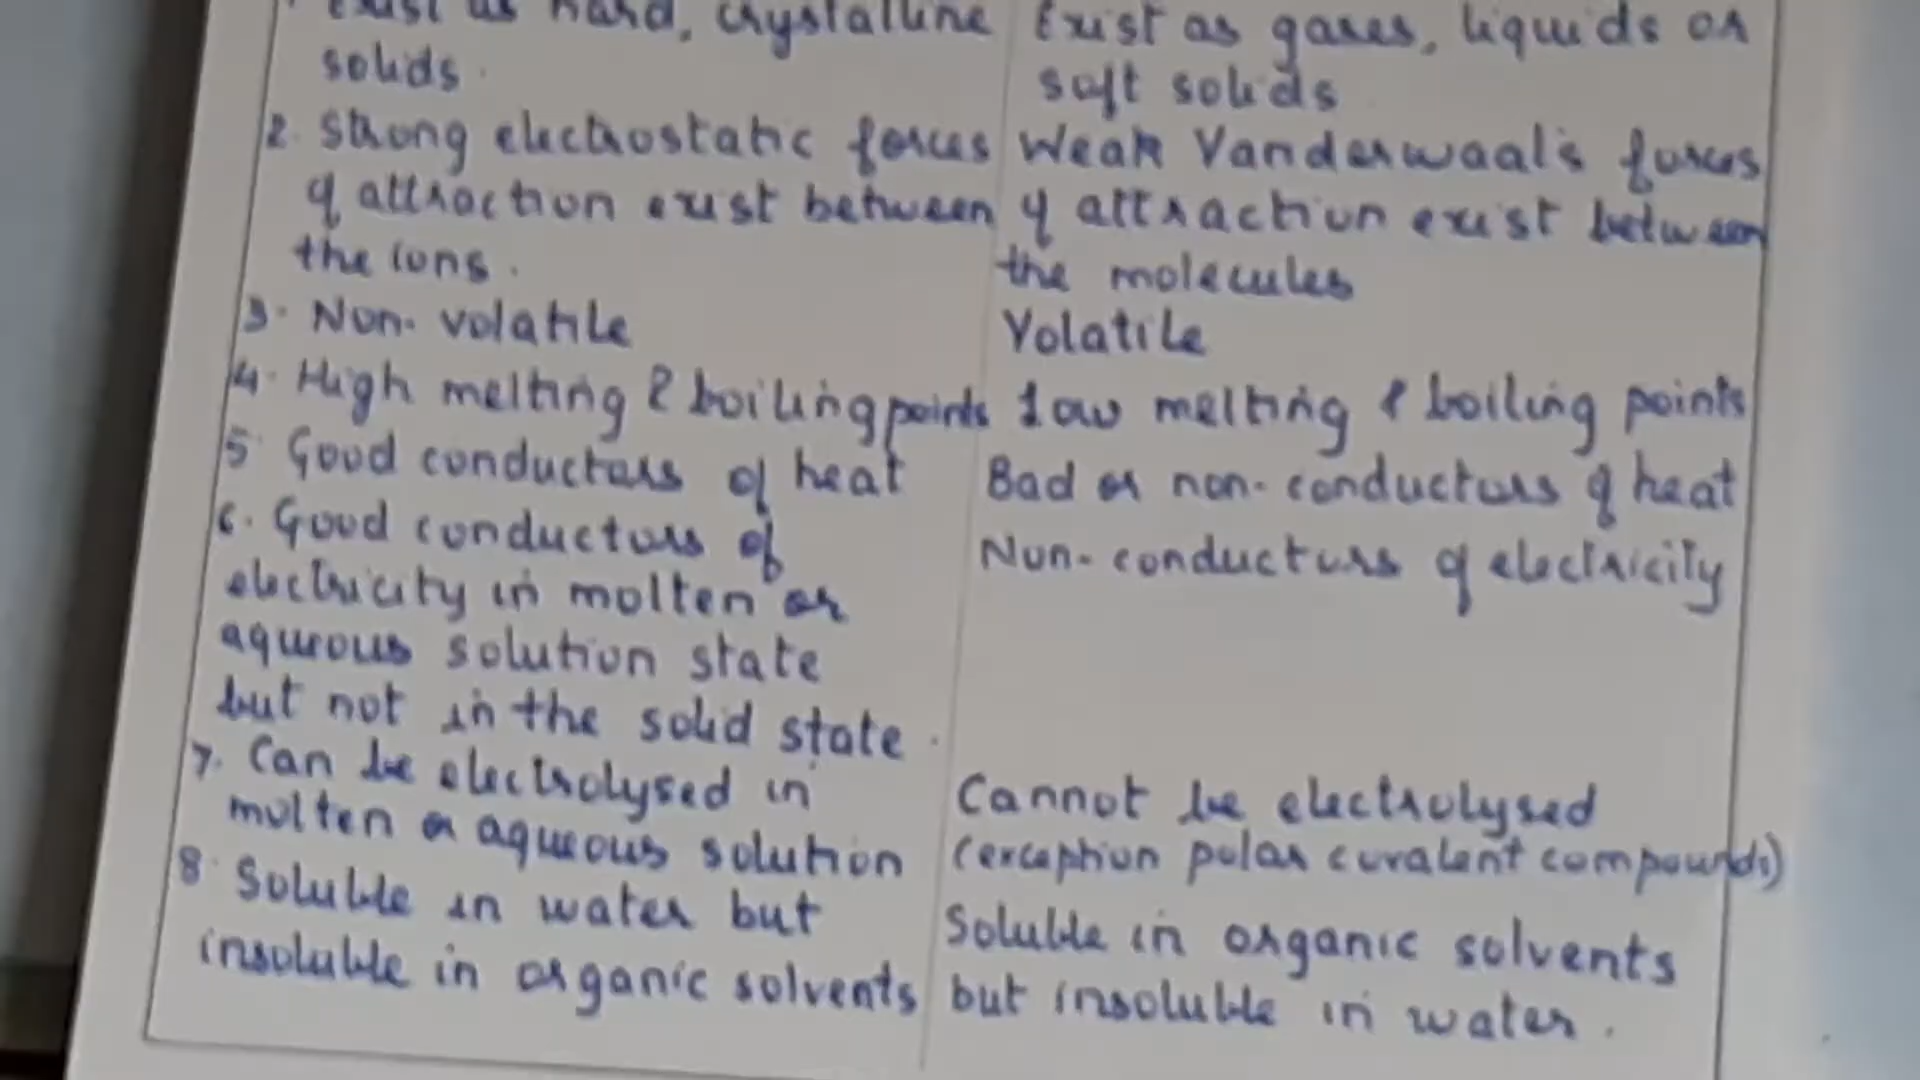 1. Exist as hard, crystalline
solids.
2. Strong electrostatic forces
of attraction exist between
the ions.
3. Non-volatile
4. High melting & boiling points
5. Good conductors of heat
6. Good conductors of
electricity in molten or
aqueous solution state
but not in the solid state.
7. Can be electrolysed in
molten or aqueous solution
8. Soluble in water but
insoluble in organic solvents
Exist as gases, liquids or
soft solids
Weak Vanderwaal's forces
of attraction exist between
the molecules
Volatile
low melting & boiling points
Bad or non-conductors of heat
Non-conductors of electricity
Cannot be electrolysed
(exception polar covalent compounds)
Soluble in organic solvents
but insoluble in water.